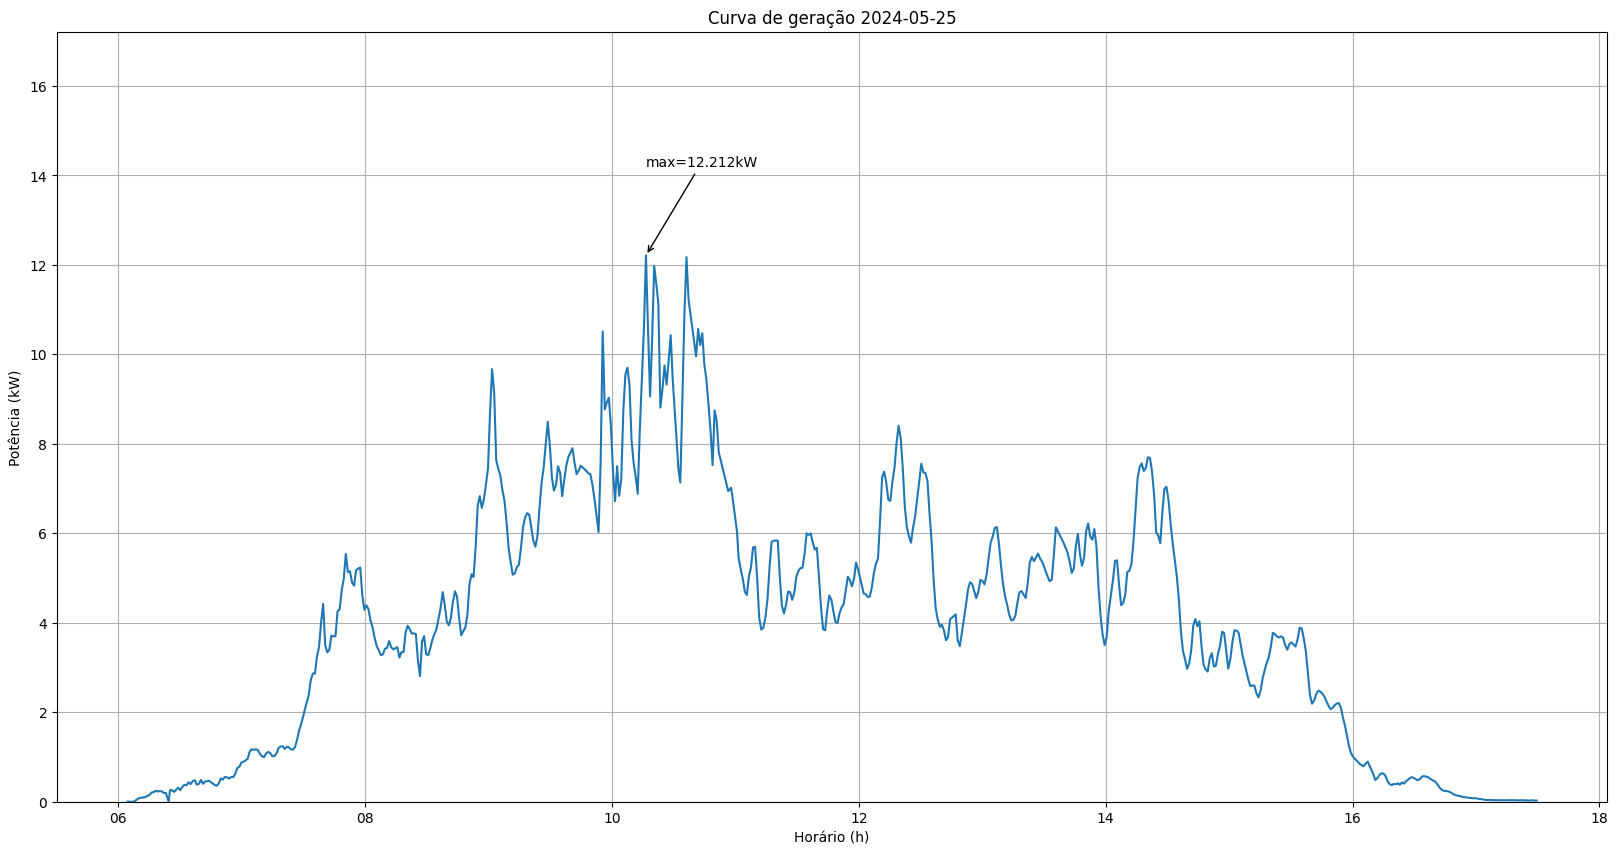 Curva de geração 2024-05-25
16
max=12.212kW
14
12
10
8
6
4
2
0
Potência (kW)
06 08 10 12 14 16 18
Horário (h)